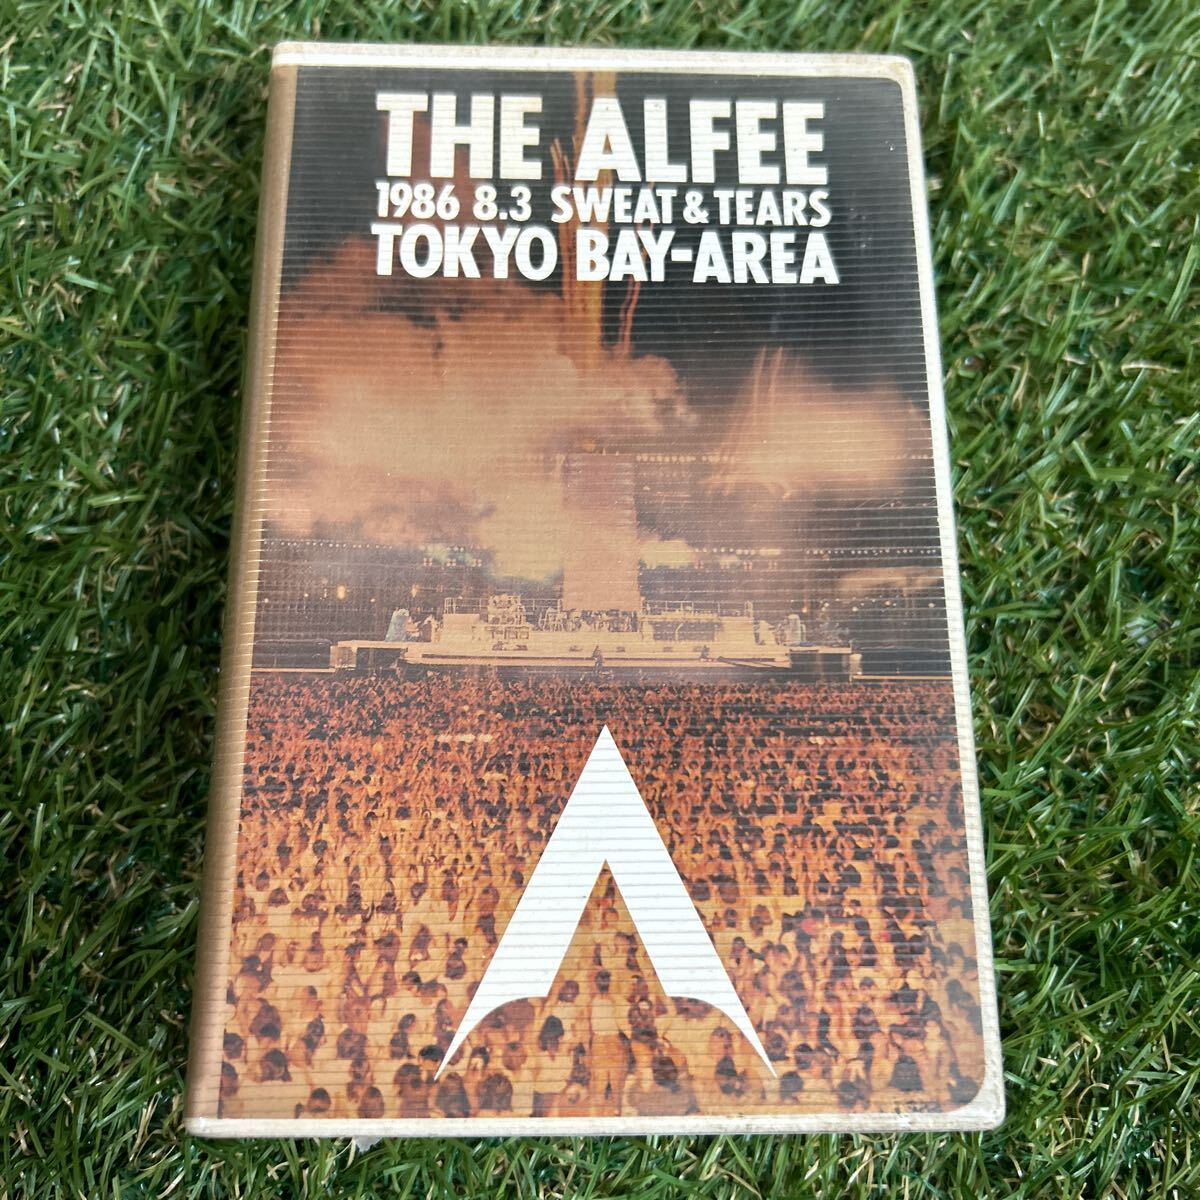 THE ALFEE
1986 8.3 SWEAT & TEARS
TOKYO BAY-AREA